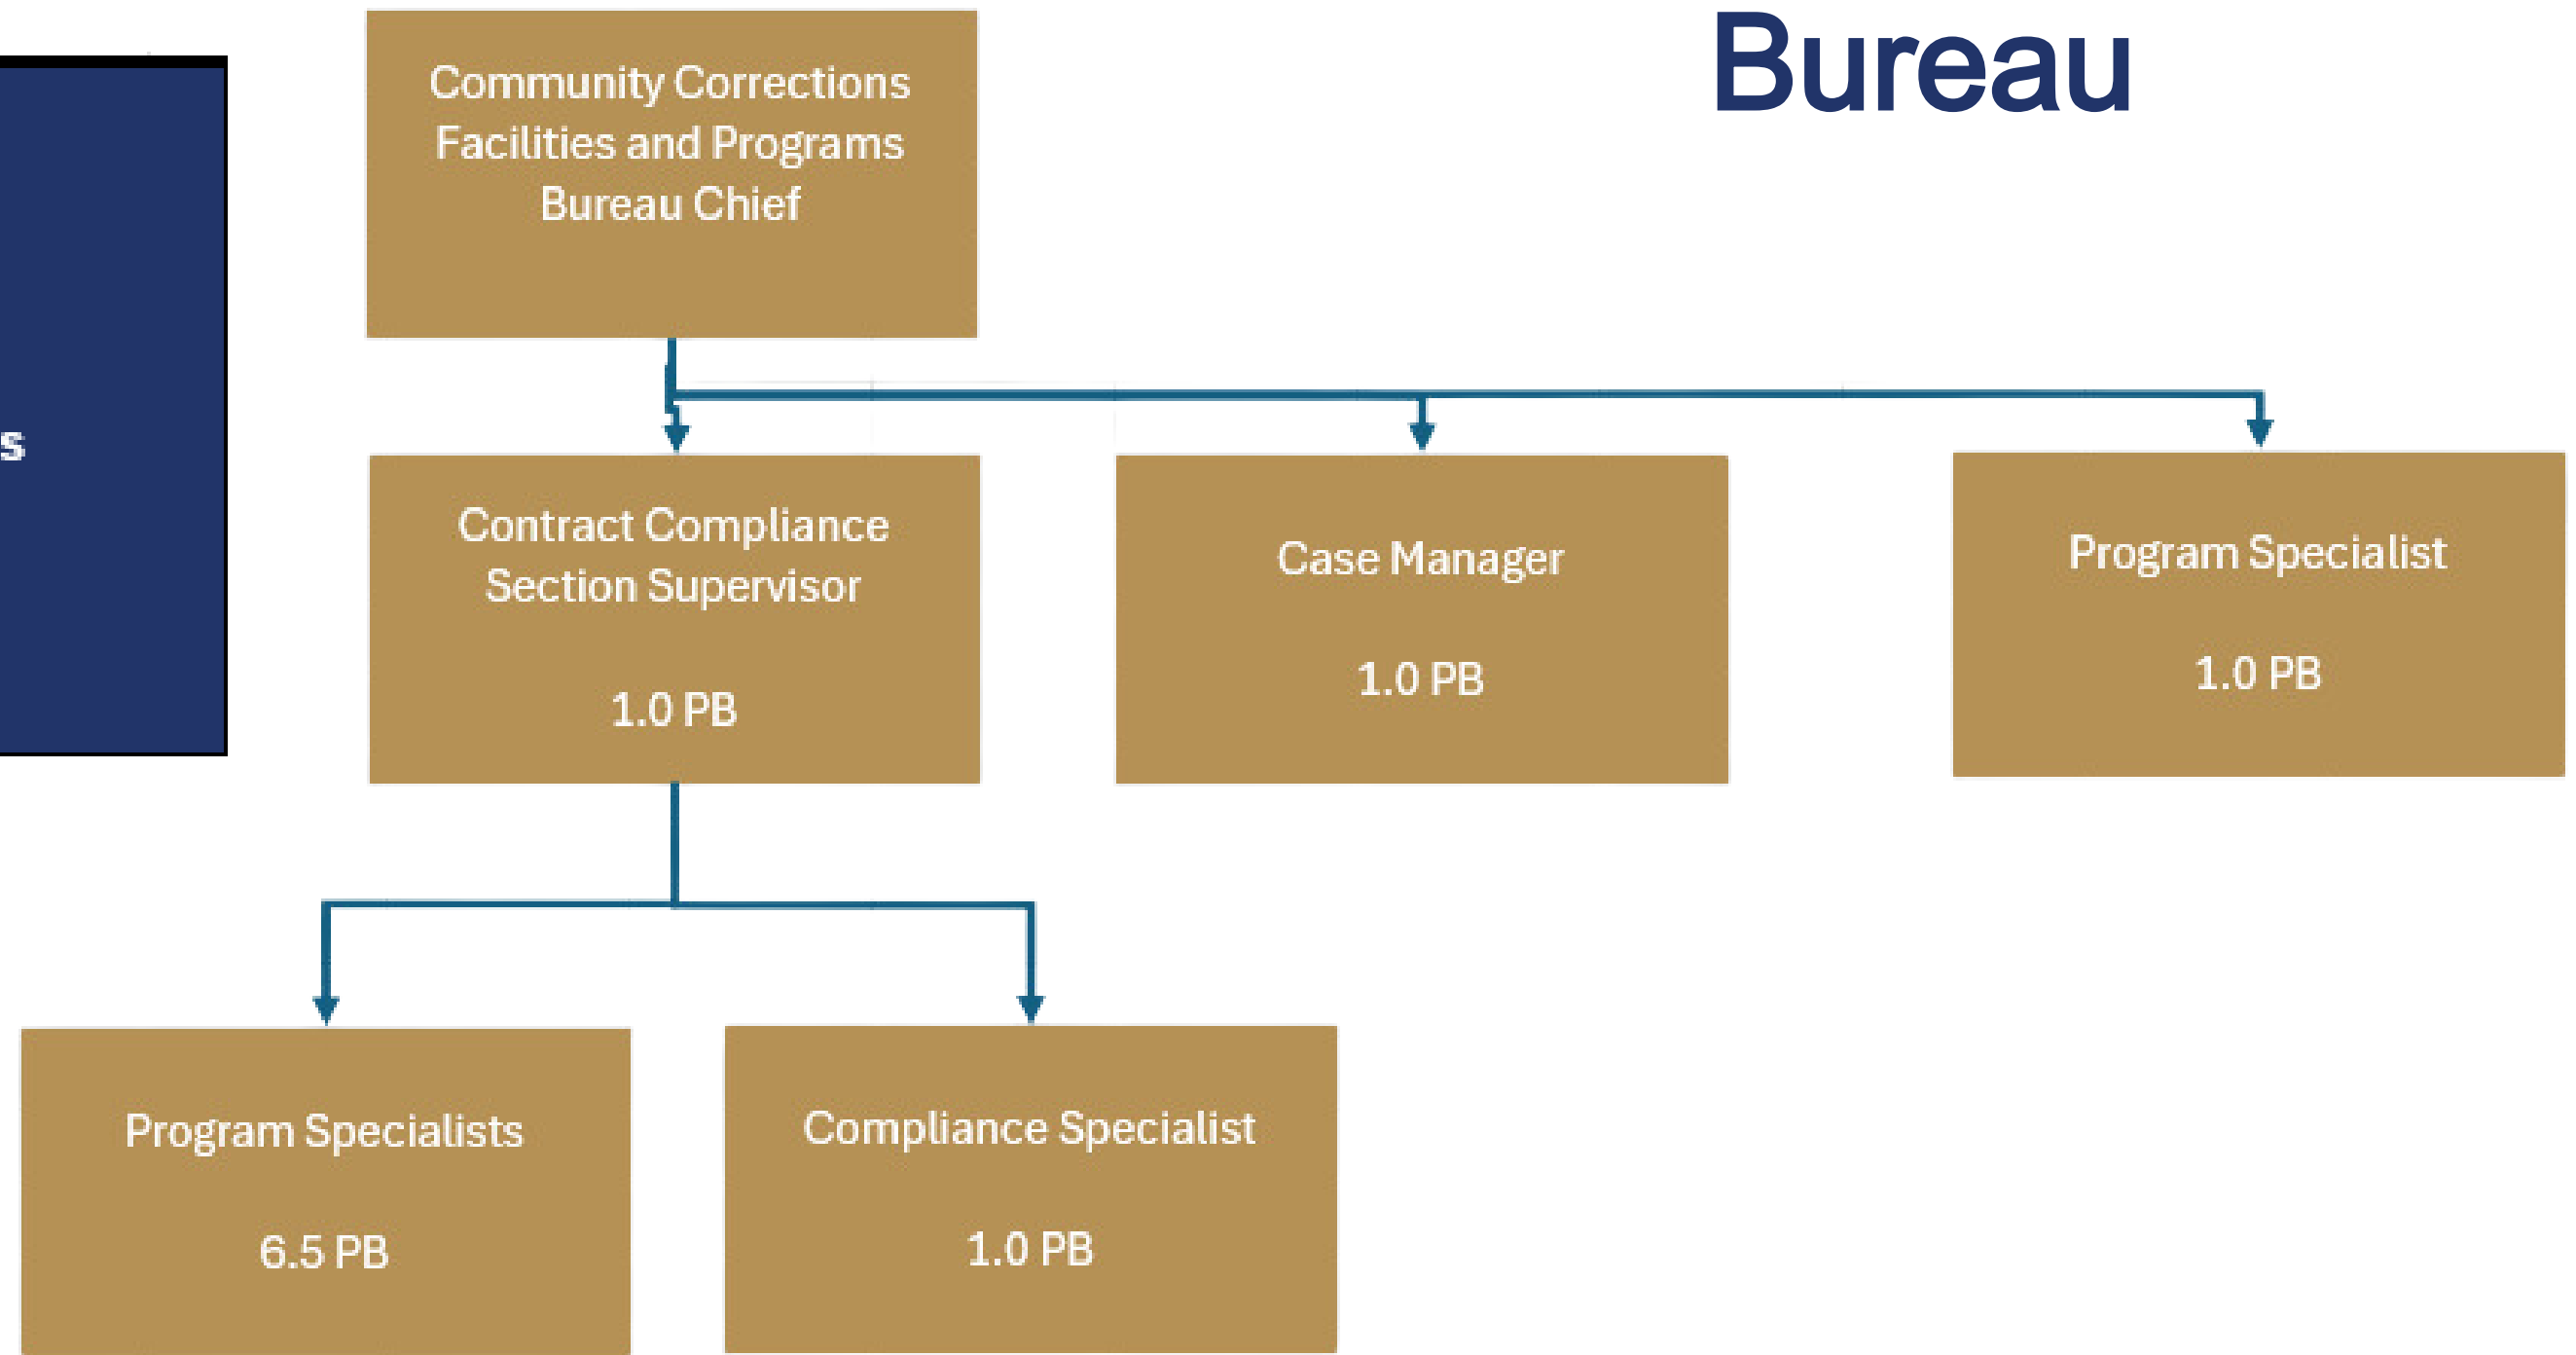 Bureau
s
Community Corrections
Facilities and Programs
Bureau Chief
Contract Compliance
Section Supervisor
1.0 PB
Case Manager
1.0 PB
Program Specialist
1.0 PB
Program Specialists
6.5 PB
Compliance Specialist
1.0 PB